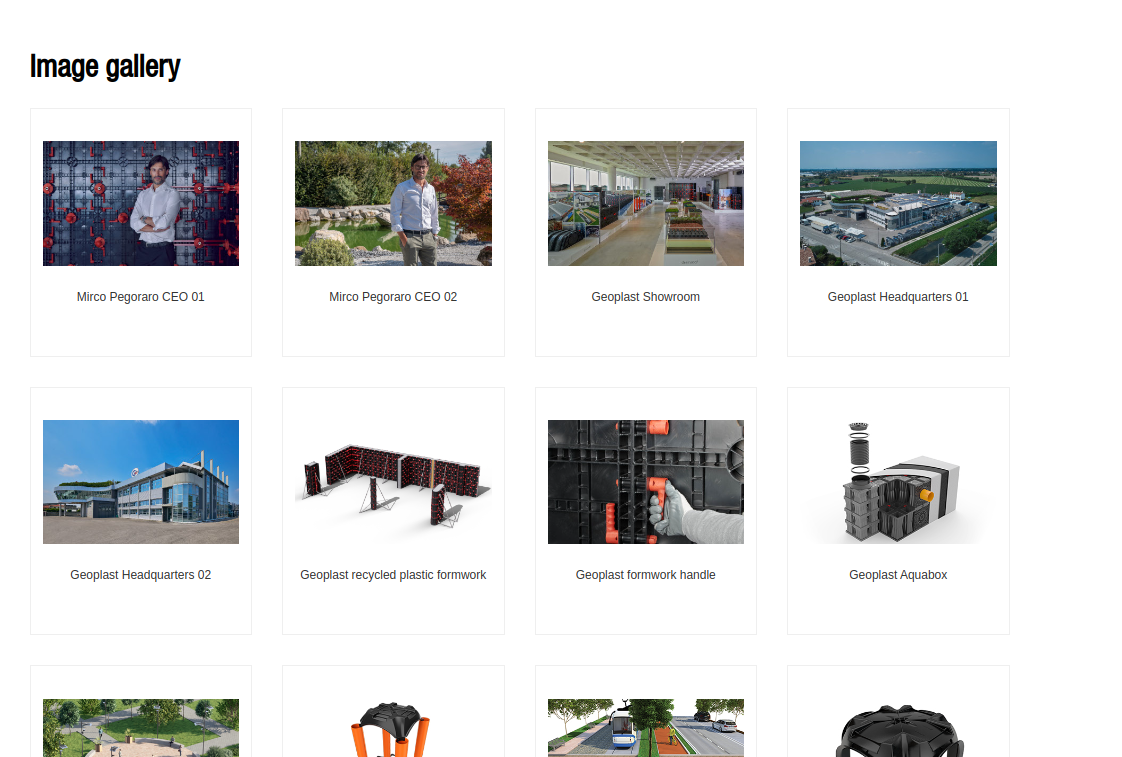 Image gallery
Mirco Pegoraro CEO 01
Mirco Pegoraro CEO 02
Geoplast Showroom
Geoplast Headquarters 01
Geoplast Headquarters 02
Geoplast recycled plastic formwork
Geoplast formwork handle
Geoplast Aquabox